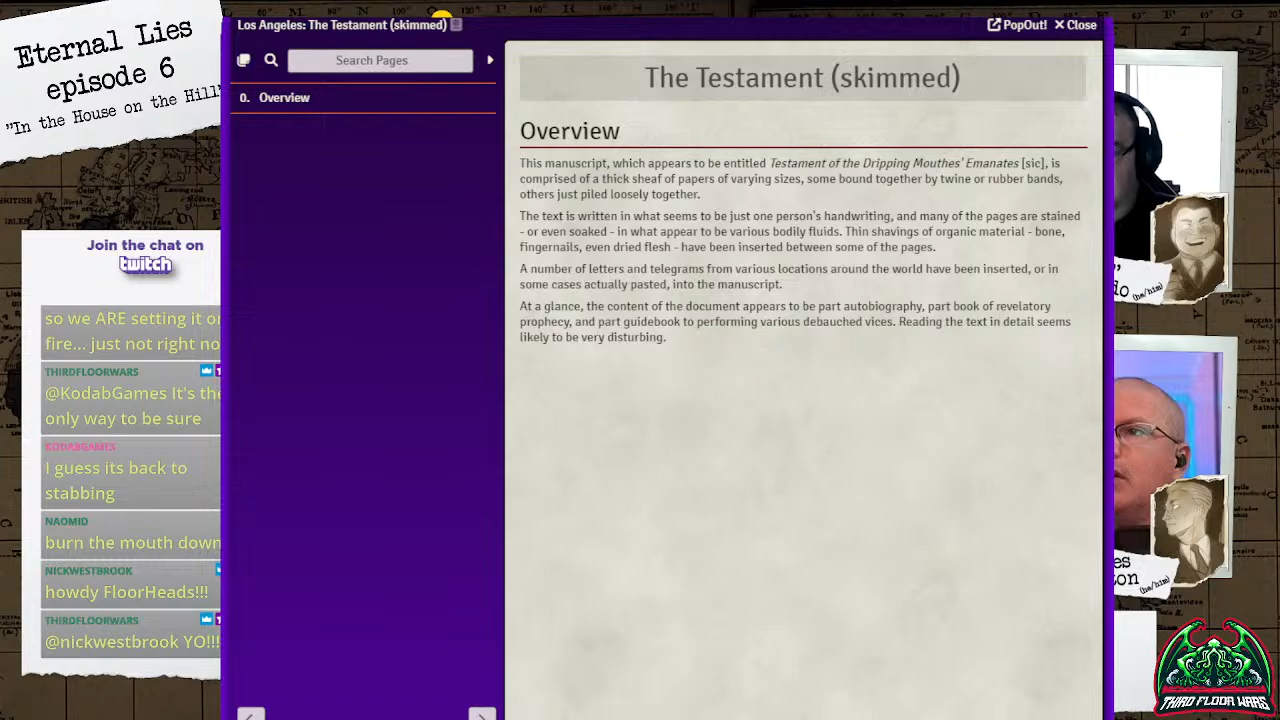 Eternal Lies
episode 6
"In the House on the Hill"
Join the chat on
twitch
so we ARE setting it
fire... just not right
THIRDFLOORWARS
@KodabGames It's
only way to be sure
KODABGAMES
I guess its back to
stabbing
NAOMID
burn the mouth down
NICKWESTBROOK
howdy FloorHeads!!!
THIRDFLOORWARS
@nickwestbrook YO!!!
Los Angeles: The Testament (skimmed)
PopOut!
Close
Search Pages
0. Overview
The Testament (skimmed)
Overview
This manuscript, which appears to be entitled Testament of the Dripping Mouthes' Emanates [sic], is
comprised of a thick sheaf of papers of varying sizes, some bound together by twine or rubber bands,
others just piled loosely together.
The text is written in what seems to be just one person's handwriting, and many of the pages are stained
- or even soaked - in what appear to be various bodily fluids. Thin shavings of organic material - bone,
fingernails, even dried flesh - have been inserted between some of the pages.
A number of letters and telegrams from various locations around the world have been inserted, or in
some cases actually pasted, into the manuscript.
At a glance, the content of the document appears to be part autobiography, part book of revelatory
prophecy, and part guidebook to performing various debauched vices. Reading the text in detail seems
likely to be very disturbing.
(he/him)
(he/him)
THIRD FLOOR WARS